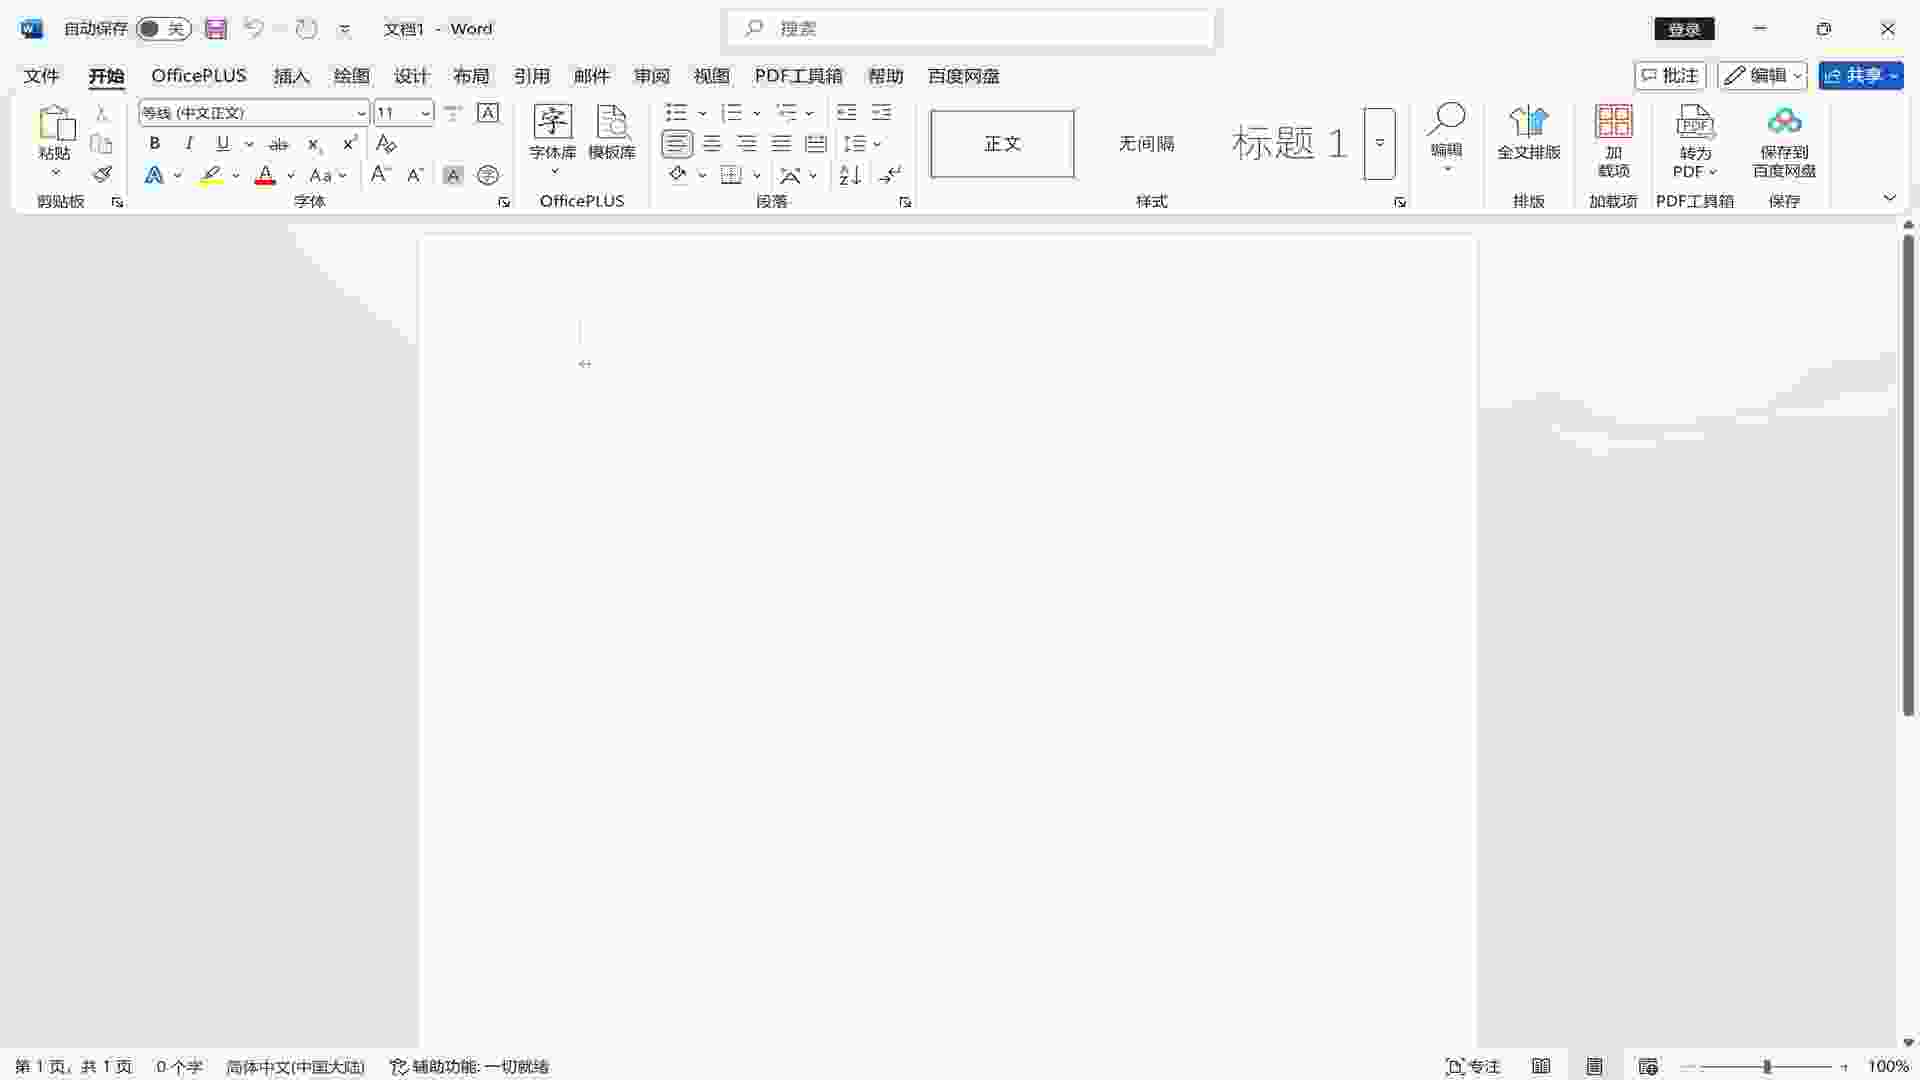 自动保存 关 文档1 - Word 搜索 登录
文件 开始 OfficePLUS 插入 绘图 设计 布局 引用 邮件 审阅 视图 PDF工具箱 帮助 百度网盘 批注 编辑 共享
等线 (中文正文) 11
粘贴
B I U ab x, x² A
A A Aa A A A 字
字 字体库 模板库
正文 无间隔 标题 1
编辑 全文排版
加
载项
PDF
转为
PDF
保存到
百度网盘
剪贴板 字体 OfficePLUS 段落 样式 排版 加载项 PDF工具箱 保存
第 1 页，共 1 页 0 个字 简体中文(中国大陆) 辅助功能: 一切就绪 专注 100%